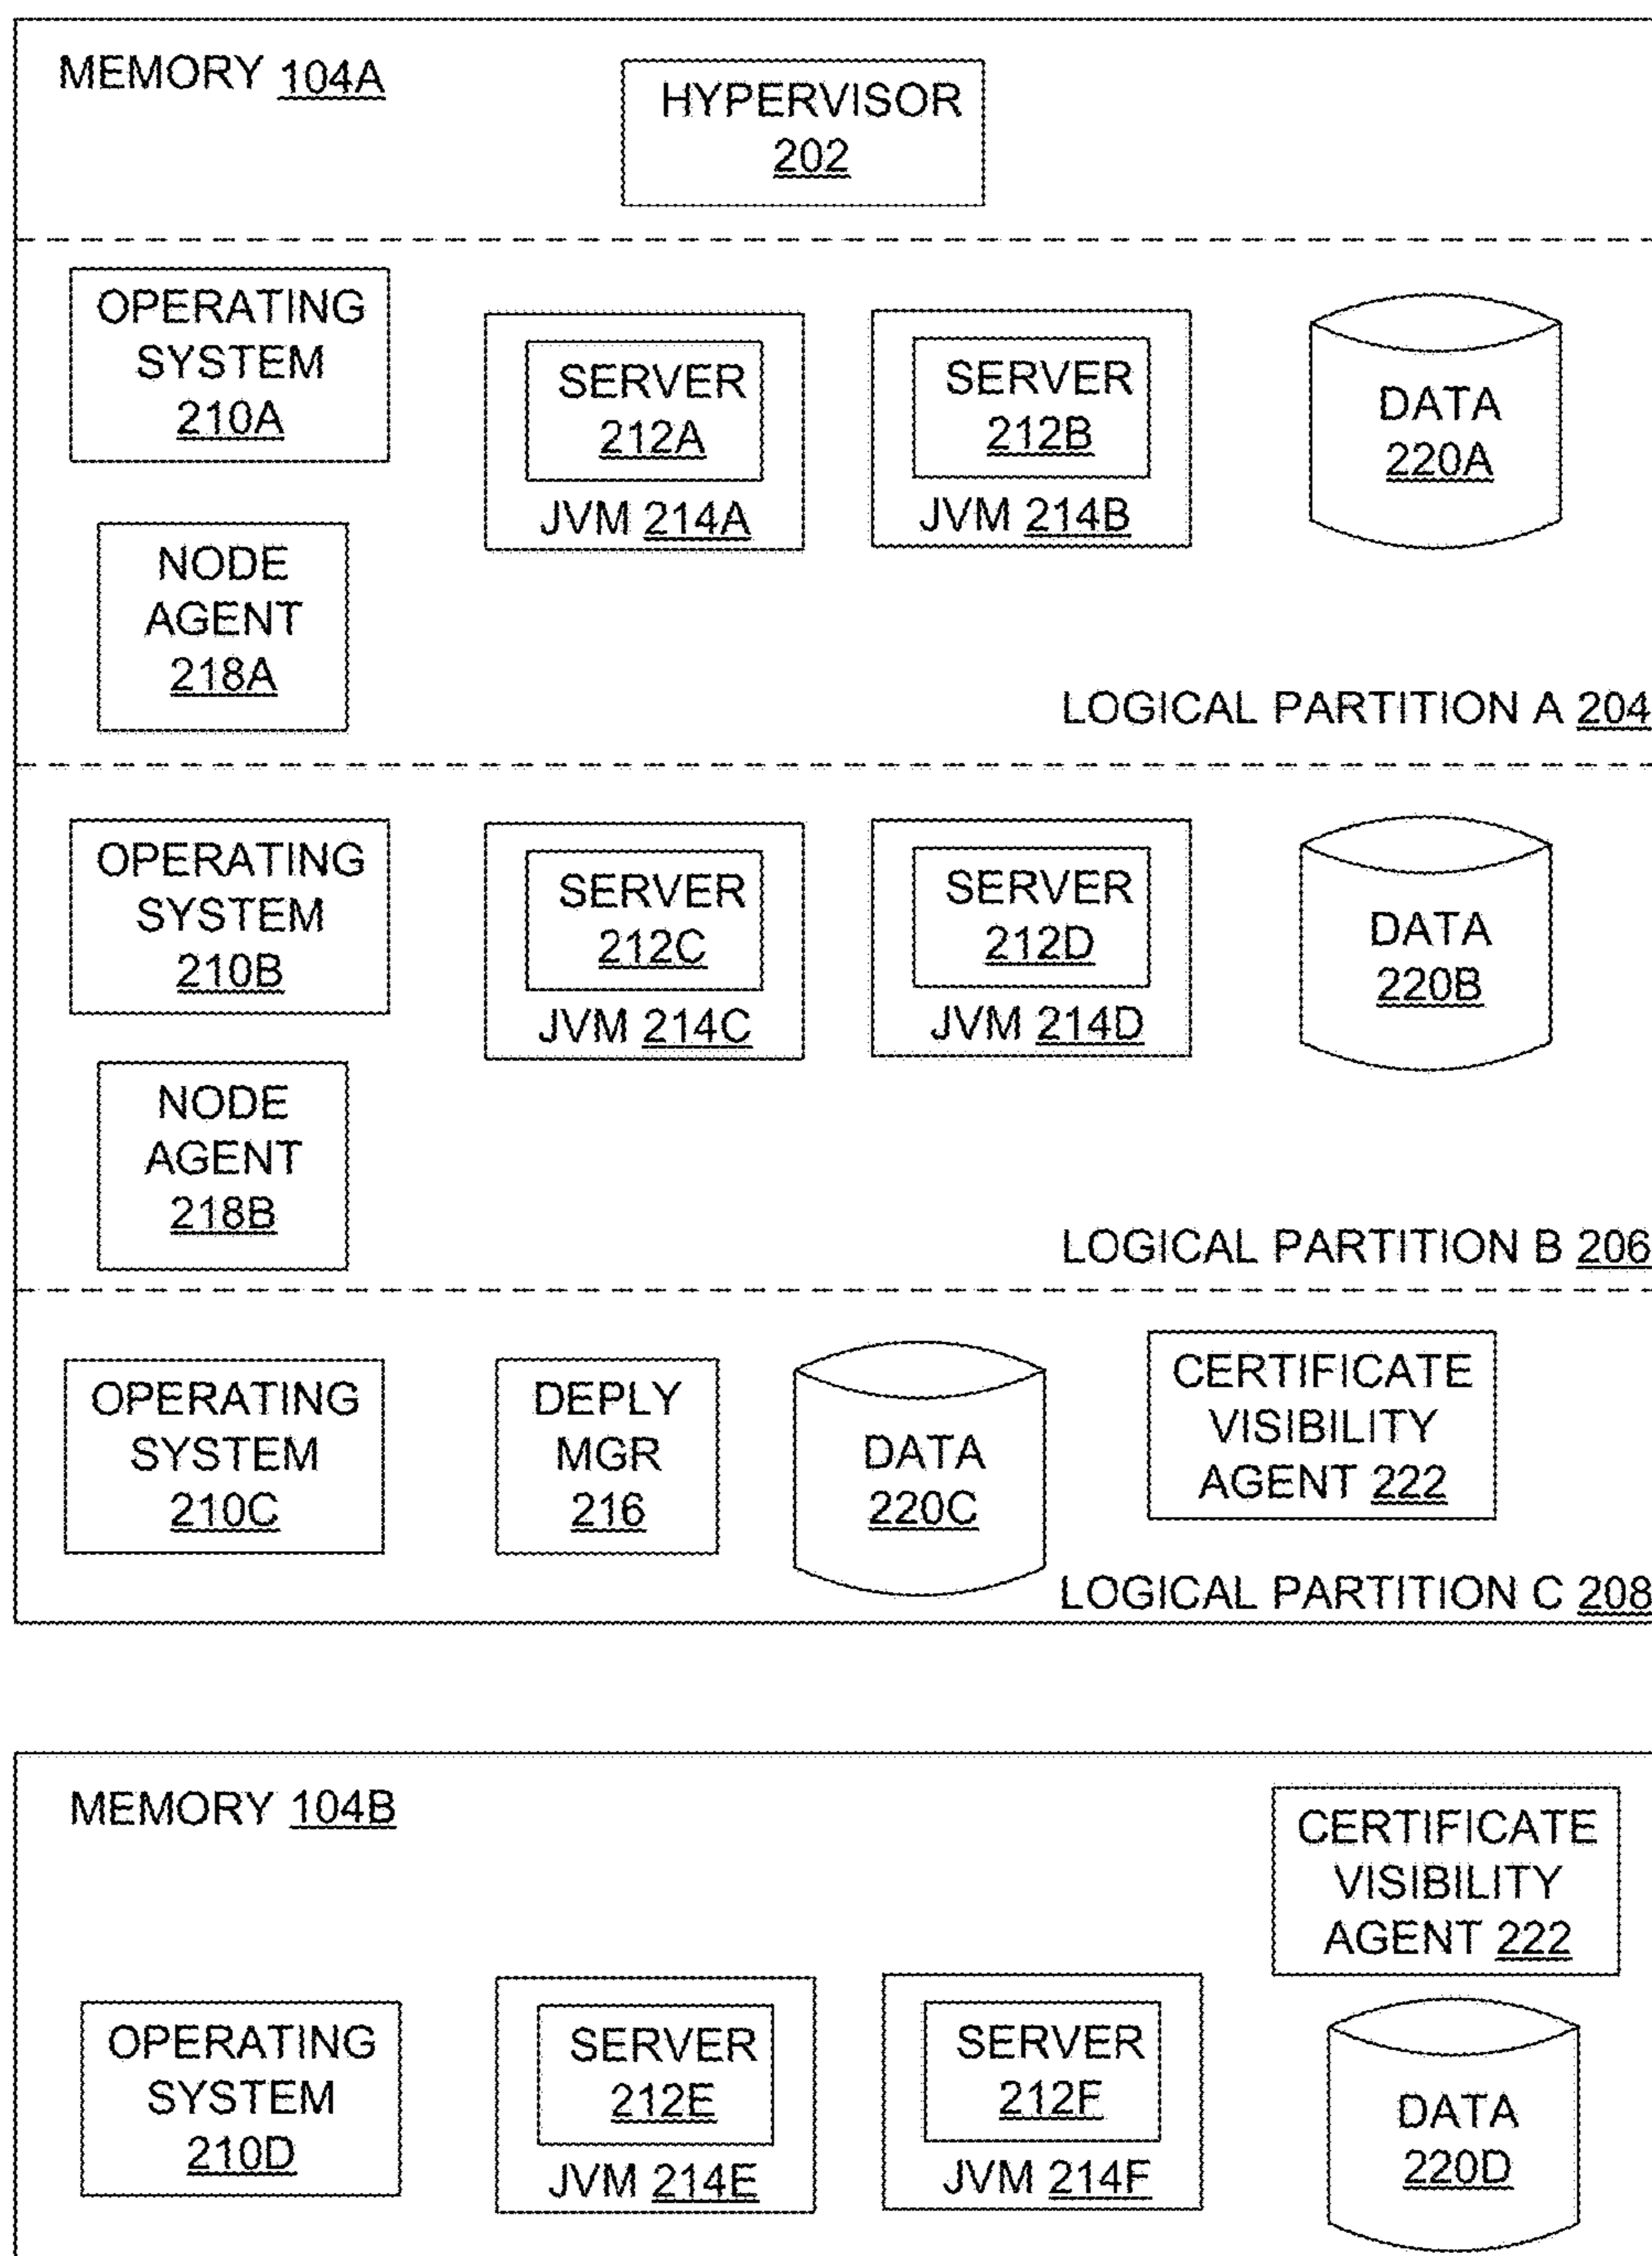 MEMORY 104A
HYPERVISOR
202
OPERATING
SYSTEM
210A
SERVER
212A
JVM 214A
SERVER
212B
JVM 214B
DATA
220A
NODE
AGENT
218A
LOGICAL PARTITION A 204
OPERATING
SYSTEM
210B
SERVER
212C
JVM 214C
SERVER
212D
JVM 214D
DATA
220B
NODE
AGENT
218B
LOGICAL PARTITION B 206
OPERATING
SYSTEM
210C
DEPLY
MGR
216
DATA
220C
CERTIFICATE
VISIBILITY
AGENT 222
LOGICAL PARTITION C 208
MEMORY 104B
CERTIFICATE
VISIBILITY
AGENT 222
OPERATING
SYSTEM
210D
SERVER
212E
JVM 214E
SERVER
212F
JVM 214F
DATA
220D